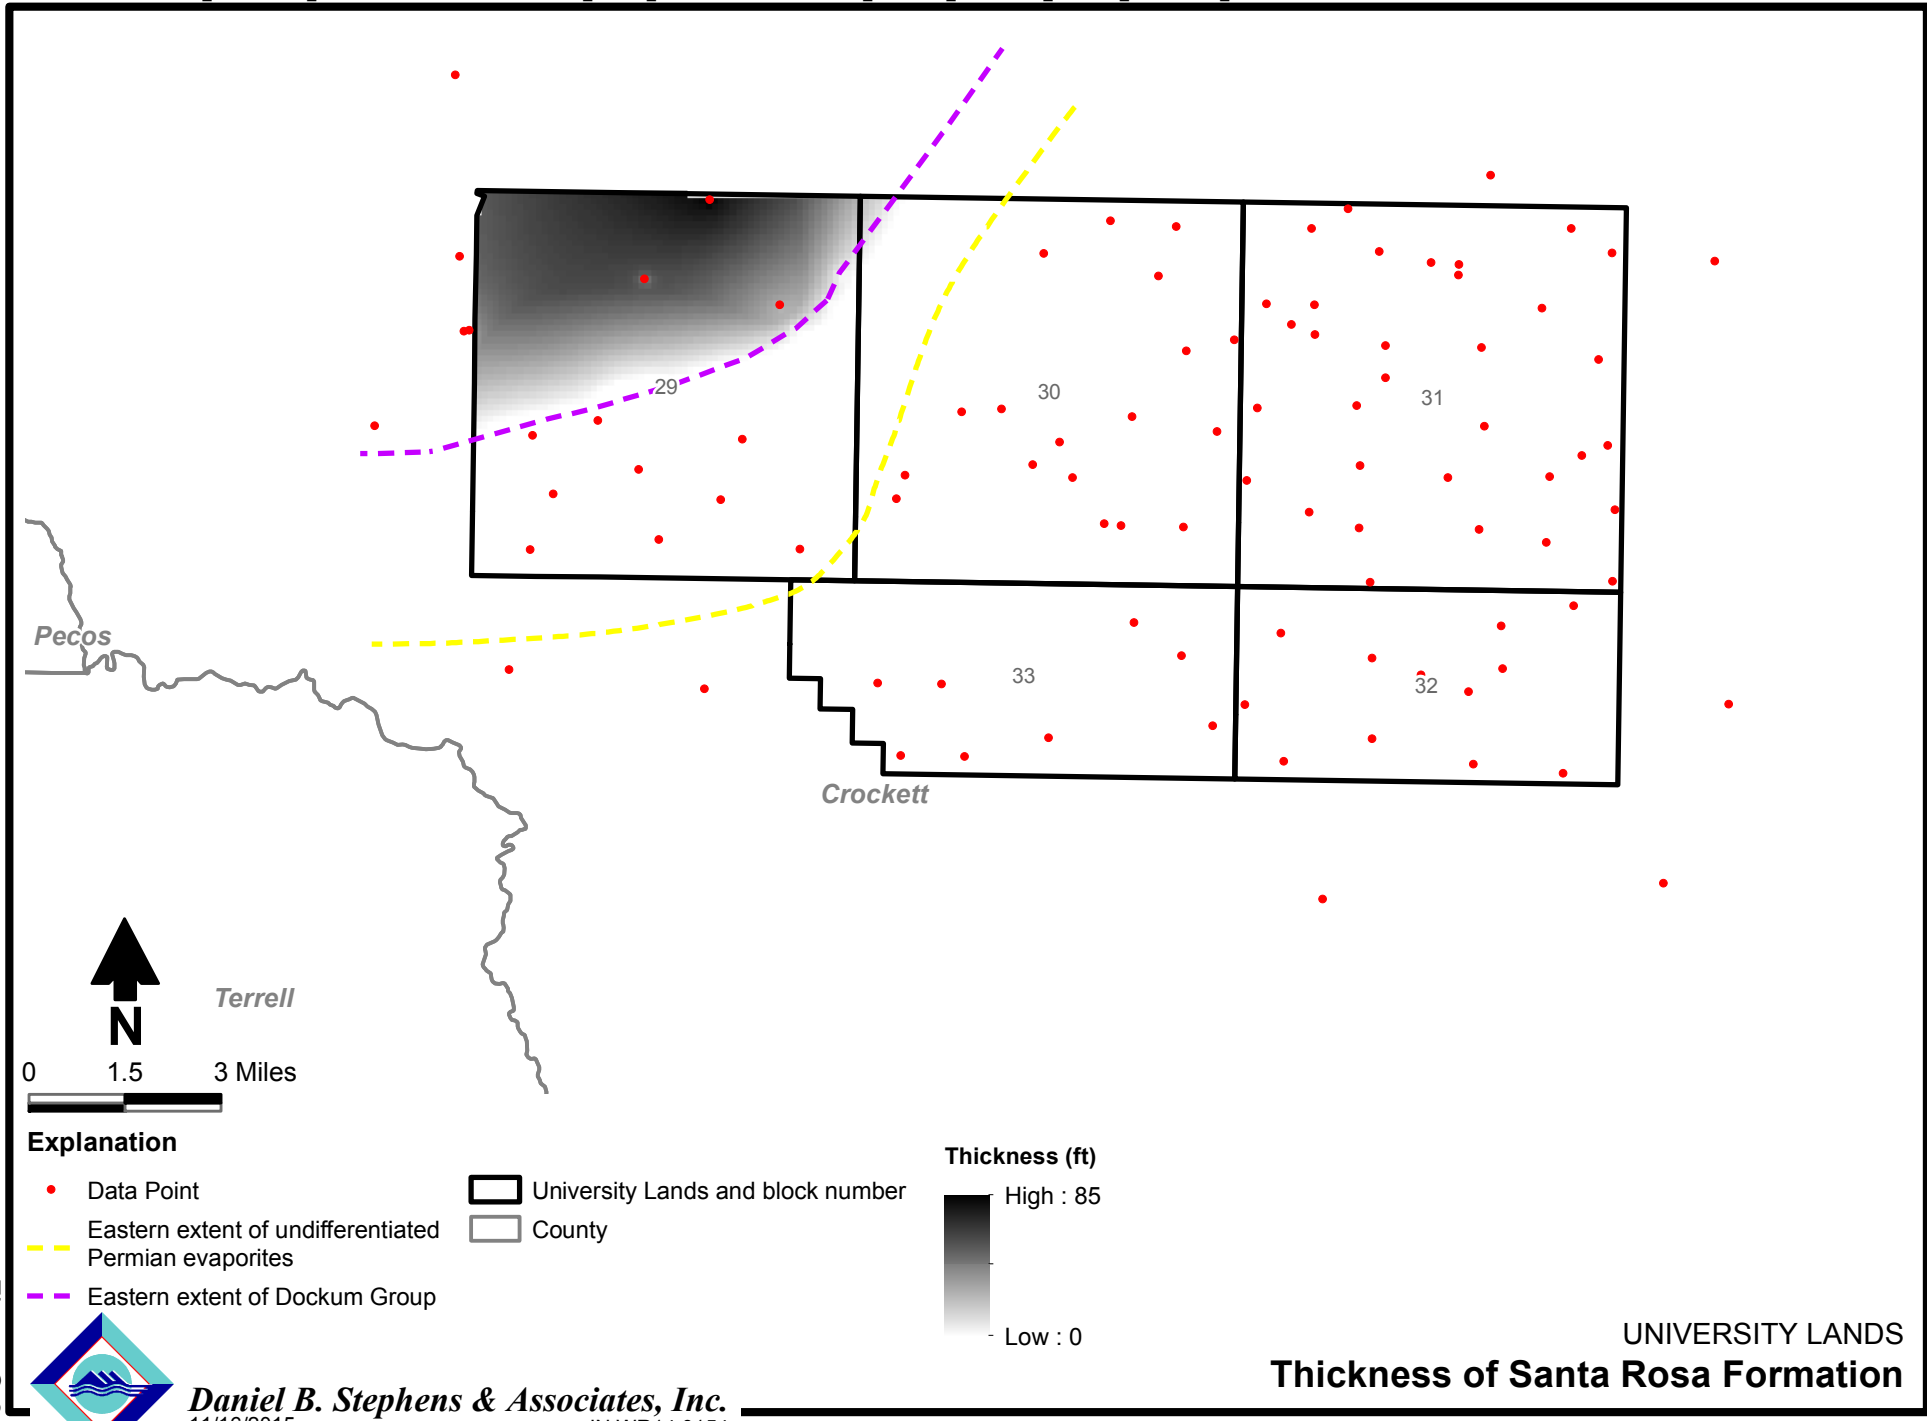 29
30
31
Pecos
33
32
Crockett
Terrell
N
0 1.5 3 Miles
Explanation
Data Point
Eastern extent of undifferentiated
Permian evaporites
Eastern extent of Dockum Group
University Lands and block number
County
Thickness (ft)
High : 85
Low : 0
UNIVERSITY LANDS
Thickness of Santa Rosa Formation
Daniel B. Stephens & Associates, Inc.